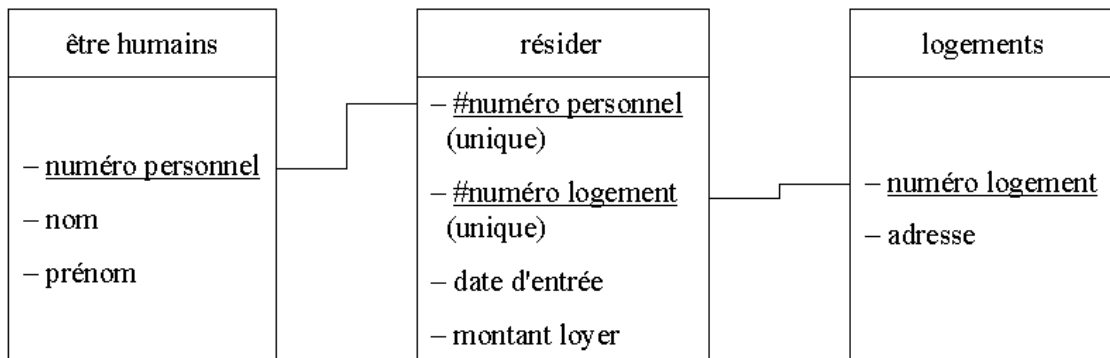 être humains
– numéro personnel
– nom
– prénom
résider
– #numéro personnel
(unique)
– #numéro logement
(unique)
– date d'entrée
– montant loyer
logements
– numéro logement
– adresse